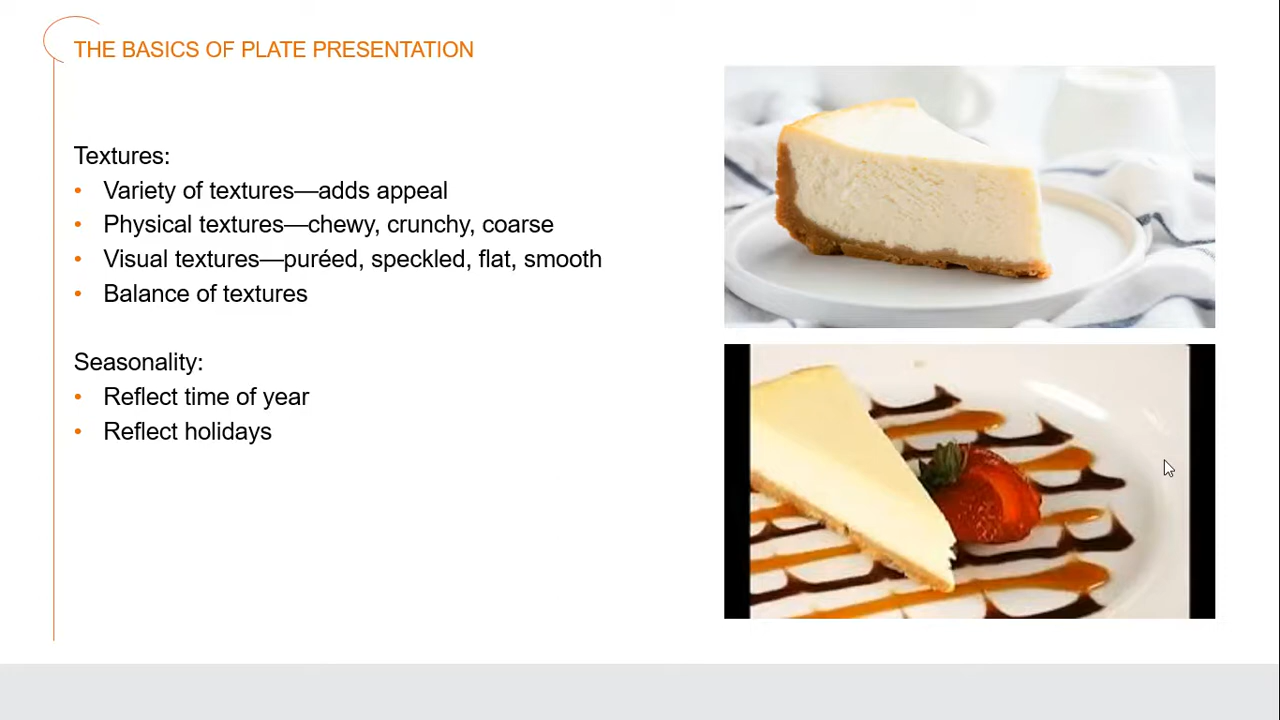 THE BASICS OF PLATE PRESENTATION
Textures:
• Variety of textures—adds appeal
• Physical textures—chewy, crunchy, coarse
• Visual textures—puréed, speckled, flat, smooth
• Balance of textures
Seasonality:
• Reflect time of year
• Reflect holidays